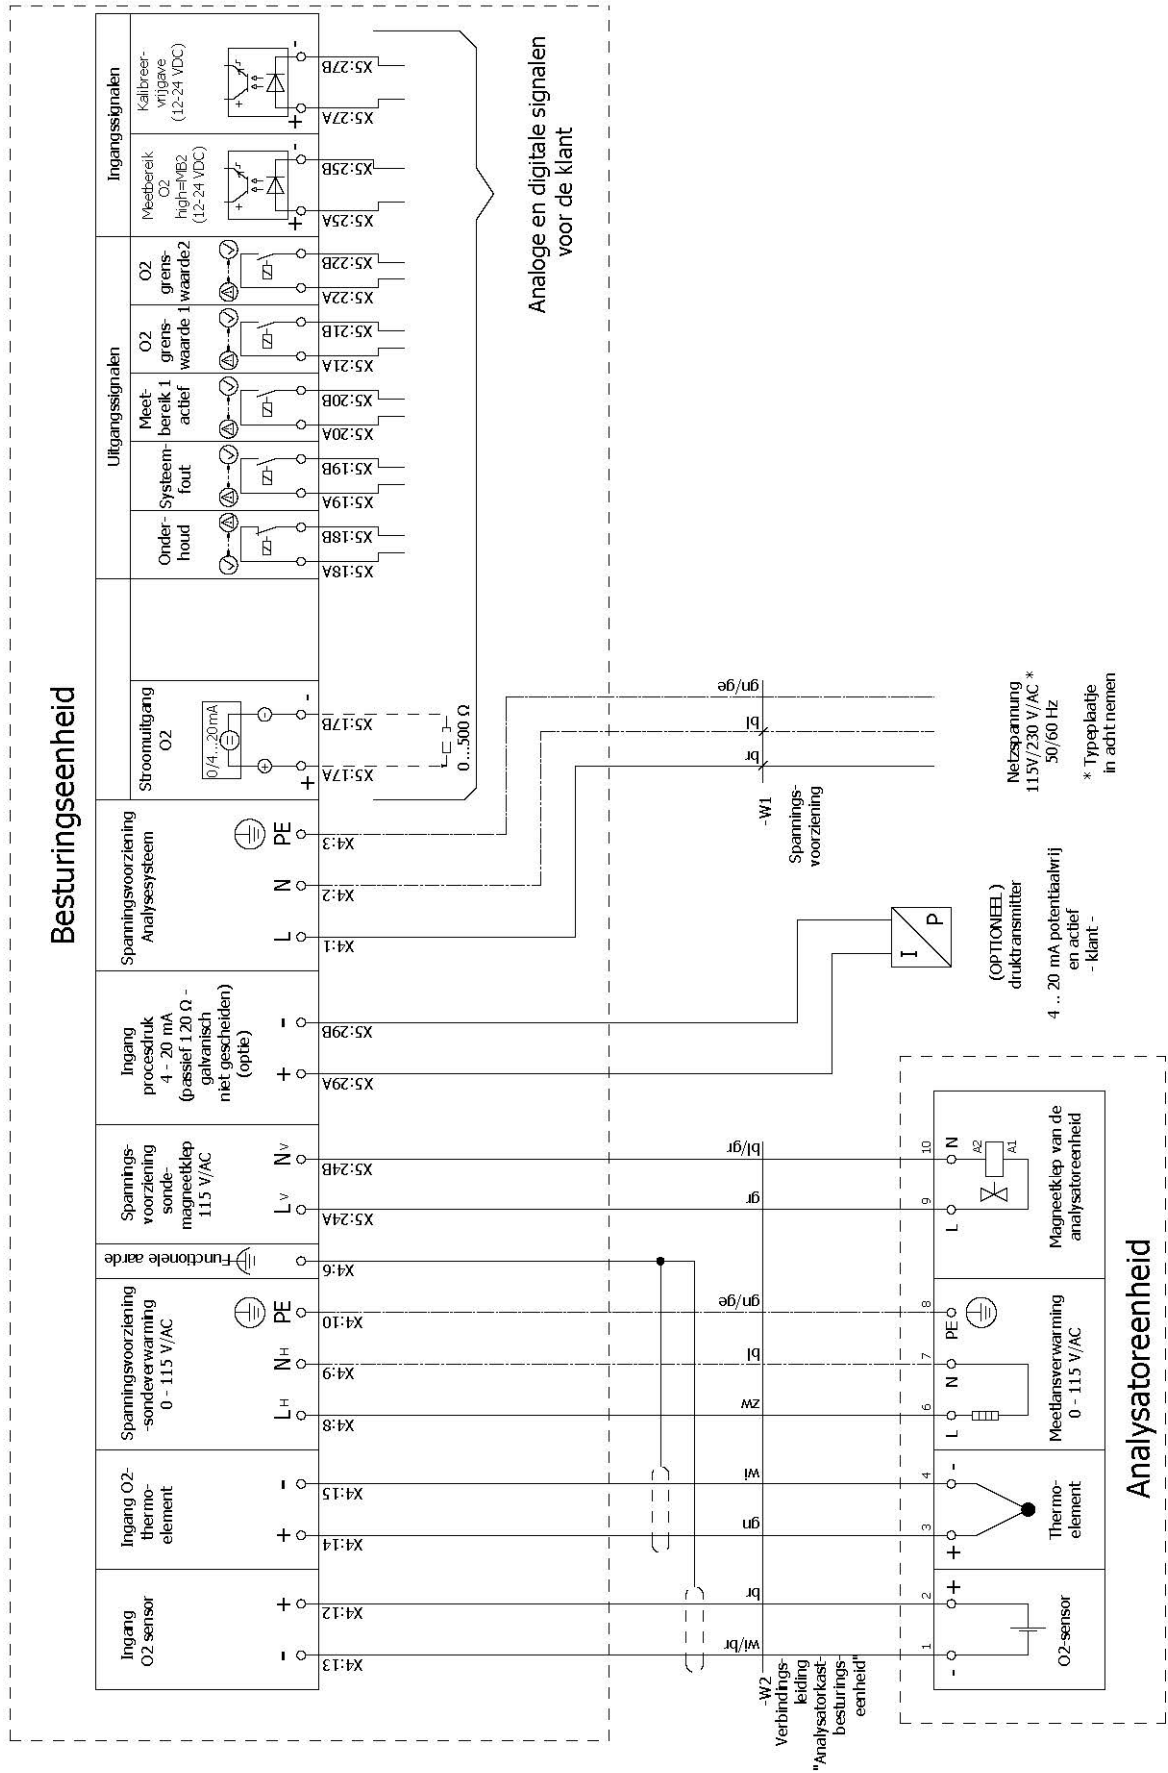 Besturingseenheid
Ingang
O2 sensor
-
+
X4:13
X4:12
Ingang O2-
thermo-
element
+
-
X4:14
X4:15
Spanningsvoorziening
-sondeverwarming
0 - 115 V/AC
LH
NH
PE
X4:8
X4:9
X4:10
Functionele aarde
X4:6
Spannings-
voorziening
sonde-
magneetklep
115 V/AC
LV
NV
X5:24A
X5:24B
Ingang
procesdruk
4 - 20 mA
(passief 120 Ω -
galvanisch
niet gescheiden)
(optie)
+
-
X5:29A
X5:29B
Spanningsvoorziening
Analysesysteem
L
N
PE
X4:1
X4:2
X4:3
Stroomuitgang
O2
0/4...20mA
+
-
+
-
X5:17A
X5:17B
0...500 Ω
Uitgangssignalen
Onder-
houd
X5:18A
X5:18B
Systeem-
fout
X5:19A
X5:19B
Meet-
bereik 1
actief
X5:20A
X5:20B
O2
grens-
waarde 1
X5:21A
X5:21B
O2
grens-
waarde2
X5:22A
X5:22B
Ingangssignalen
Meetbereik
O2
high=MB2
(12-24 VDC)
+
+
-
X5:25A
X5:25B
Kalibreer-
vrijgave
(12-24 VDC)
+
+
-
X5:27A
X5:27B
Analoge en digitale signalen
voor de klant
-W2
Verbindings-
leiding
"Analysatorkast-
besturings-
eenheid"
wi/br
br
gn
wi
zw
bl
gn/ge
gr
bl/gr
-W1
Spannings-
voorziening
br
bl
gn/ge
Netzspannung
115V/230 V/AC *
50/60 Hz
* Typeplaatje
in acht nemen
I
P
(OPTIONEEL)
druktransmitter
4 .. 20 mA potentiaalvrij
en actief
- klant -
1
2
3
4
6
7
8
9
10
-
+
+
-
L
N
PE
L
N
A2
A1
O2-sensor
Thermo-
element
Meetlansverwarming
0 - 115 V/AC
Magneetklep van de
analysatoreenheid
Analysatoreenheid